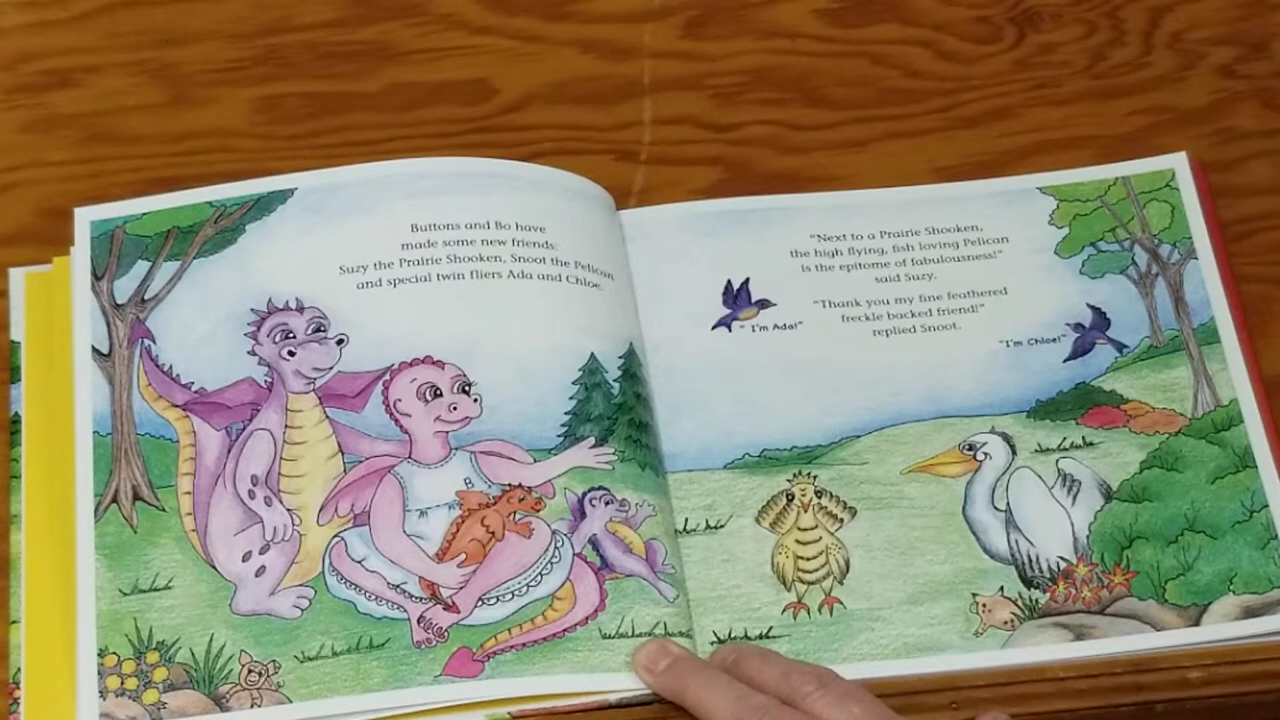 Buttons and Bo have
made some new friends:
Suzy the Prairie Shooken, Snoot the Pelican
and special twin fliers Ada and Chloe.
"Next to a Prairie Shooken,
the high flying, fish loving Pelican
is the epitome of fabulousness!"
said Suzy.
"Thank you my fine feathered
freckle backed friend!"
replied Snoot.
"I'm Ada!"
"I'm Chloe!"
B